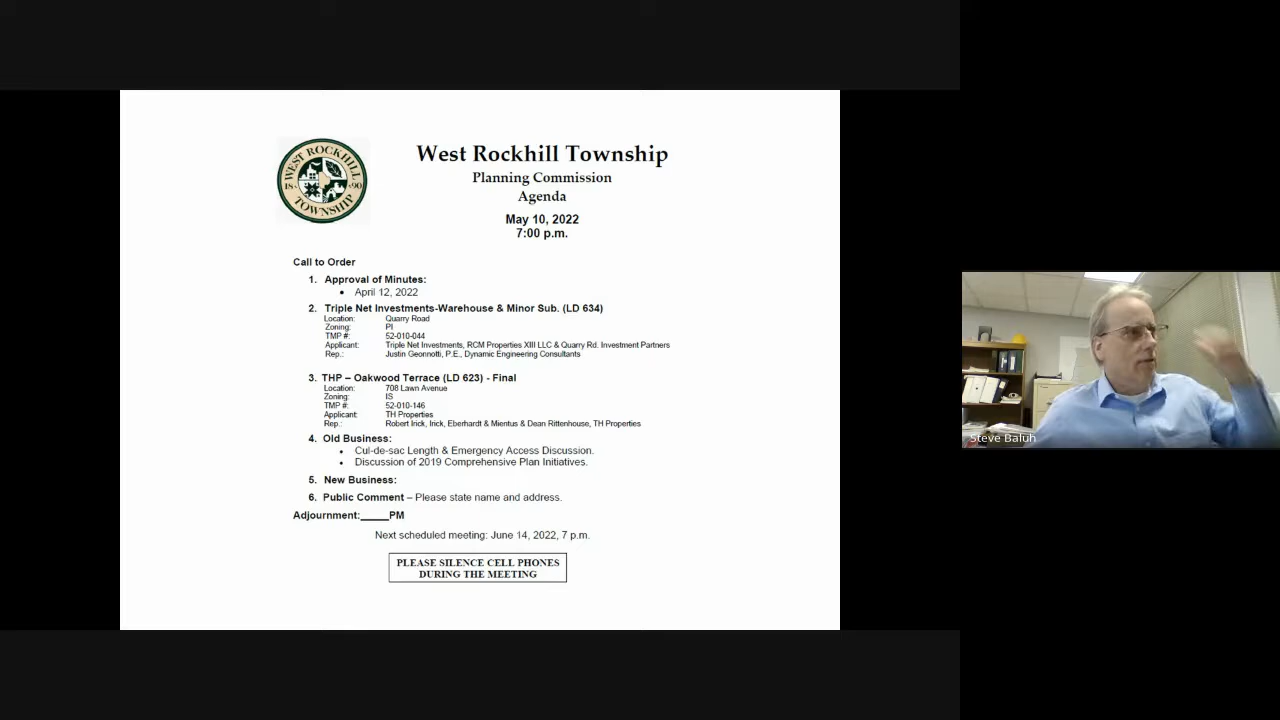 WEST ROCKHILL
18 90
TOWNSHIP
West Rockhill Township
Planning Commission
Agenda
May 10, 2022
7:00 p.m.
Call to Order
1. Approval of Minutes:
• April 12, 2022
2. Triple Net Investments-Warehouse & Minor Sub. (LD 634)
Location: Quarry Road
Zoning: PI
TMP #: 52-010-044
Applicant: Triple Net Investments, RCM Properties XIII LLC & Quarry Rd. Investment Partners
Rep.: Justin Geonnotti, P.E., Dynamic Engineering Consultants
3. THP – Oakwood Terrace (LD 623) - Final
Location: 708 Lawn Avenue
Zoning: IS
TMP #: 52-010-146
Applicant: TH Properties
Rep.: Robert Irick, Irick, Eberhardt & Mientus & Dean Rittenhouse, TH Properties
4. Old Business:
• Cul-de-sac Length & Emergency Access Discussion.
• Discussion of 2019 Comprehensive Plan Initiatives.
5. New Business:
6. Public Comment – Please state name and address.
Adjournment:_____PM
Next scheduled meeting: June 14, 2022, 7 p.m.
PLEASE SILENCE CELL PHONES
DURING THE MEETING
Steve Baluh